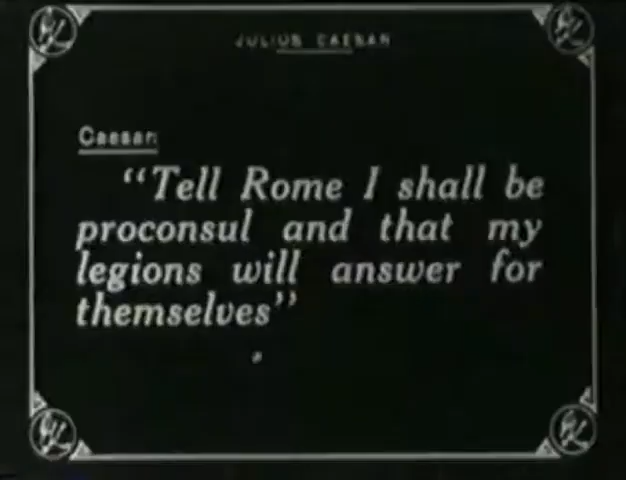 JULIUS CAESAR
Caesar:
"Tell Rome I shall be
proconsul and that my
legions will answer for
themselves"